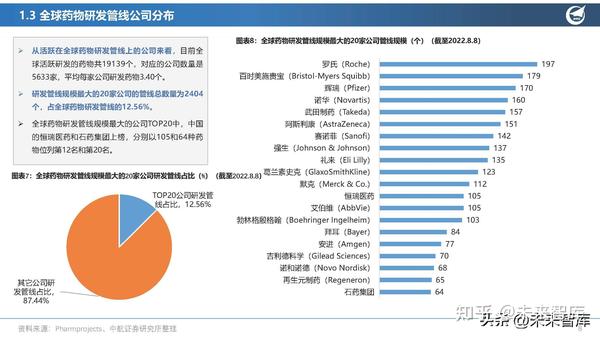 1.3 全球药物研发管线公司分布
从活跃在全球药物研发管线上的公司来看，目前全
球活跃研发的药物共19139个，对应的公司数量是
5633家，平均每家公司研发药物3.40个。
研发管线规模最大的20家公司的管线总数量为2404
个，占全球药物研发管线的12.56%。
全球药物研发管线规模最大的公司TOP20中，中国
的恒瑞医药和石药集团上榜，分别以105和64种药
物位列第12名和第20名。
图表7：全球药物研发管线规模最大的20家公司研发管线占比（%）（截至2022.8.8）
TOP20公司研发管
线占比，12.56%
其它公司研
发管线占比，
87.44%
图表8：全球药物研发管线规模最大的20家公司管线规模（个）（截至2022.8.8）
罗氏（Roche） 197
百时美施贵宝（Bristol-Myers Squibb） 179
辉瑞（Pfizer） 170
诺华（Novartis） 160
武田制药（Takeda） 157
阿斯利康（AstraZeneca） 151
赛诺菲（Sanofi） 142
强生（Johnson & Johnson） 137
礼来（Eli Lilly） 135
葛兰素史克（GlaxoSmithKline） 123
默克（Merck & Co.） 112
恒瑞医药 105
艾伯维（AbbVie） 105
勃林格殷格翰（Boehringer Ingelheim） 103
拜耳（Bayer） 84
安进（Amgen） 77
吉利德科学（Gilead Sciences） 70
诺和诺德（Novo Nordisk） 68
再生元制药（Regeneron） 65
石药集团 64
资料来源：Pharmprojects、中航证券研究所整理
知乎 @未来智库
头条 @未来智库